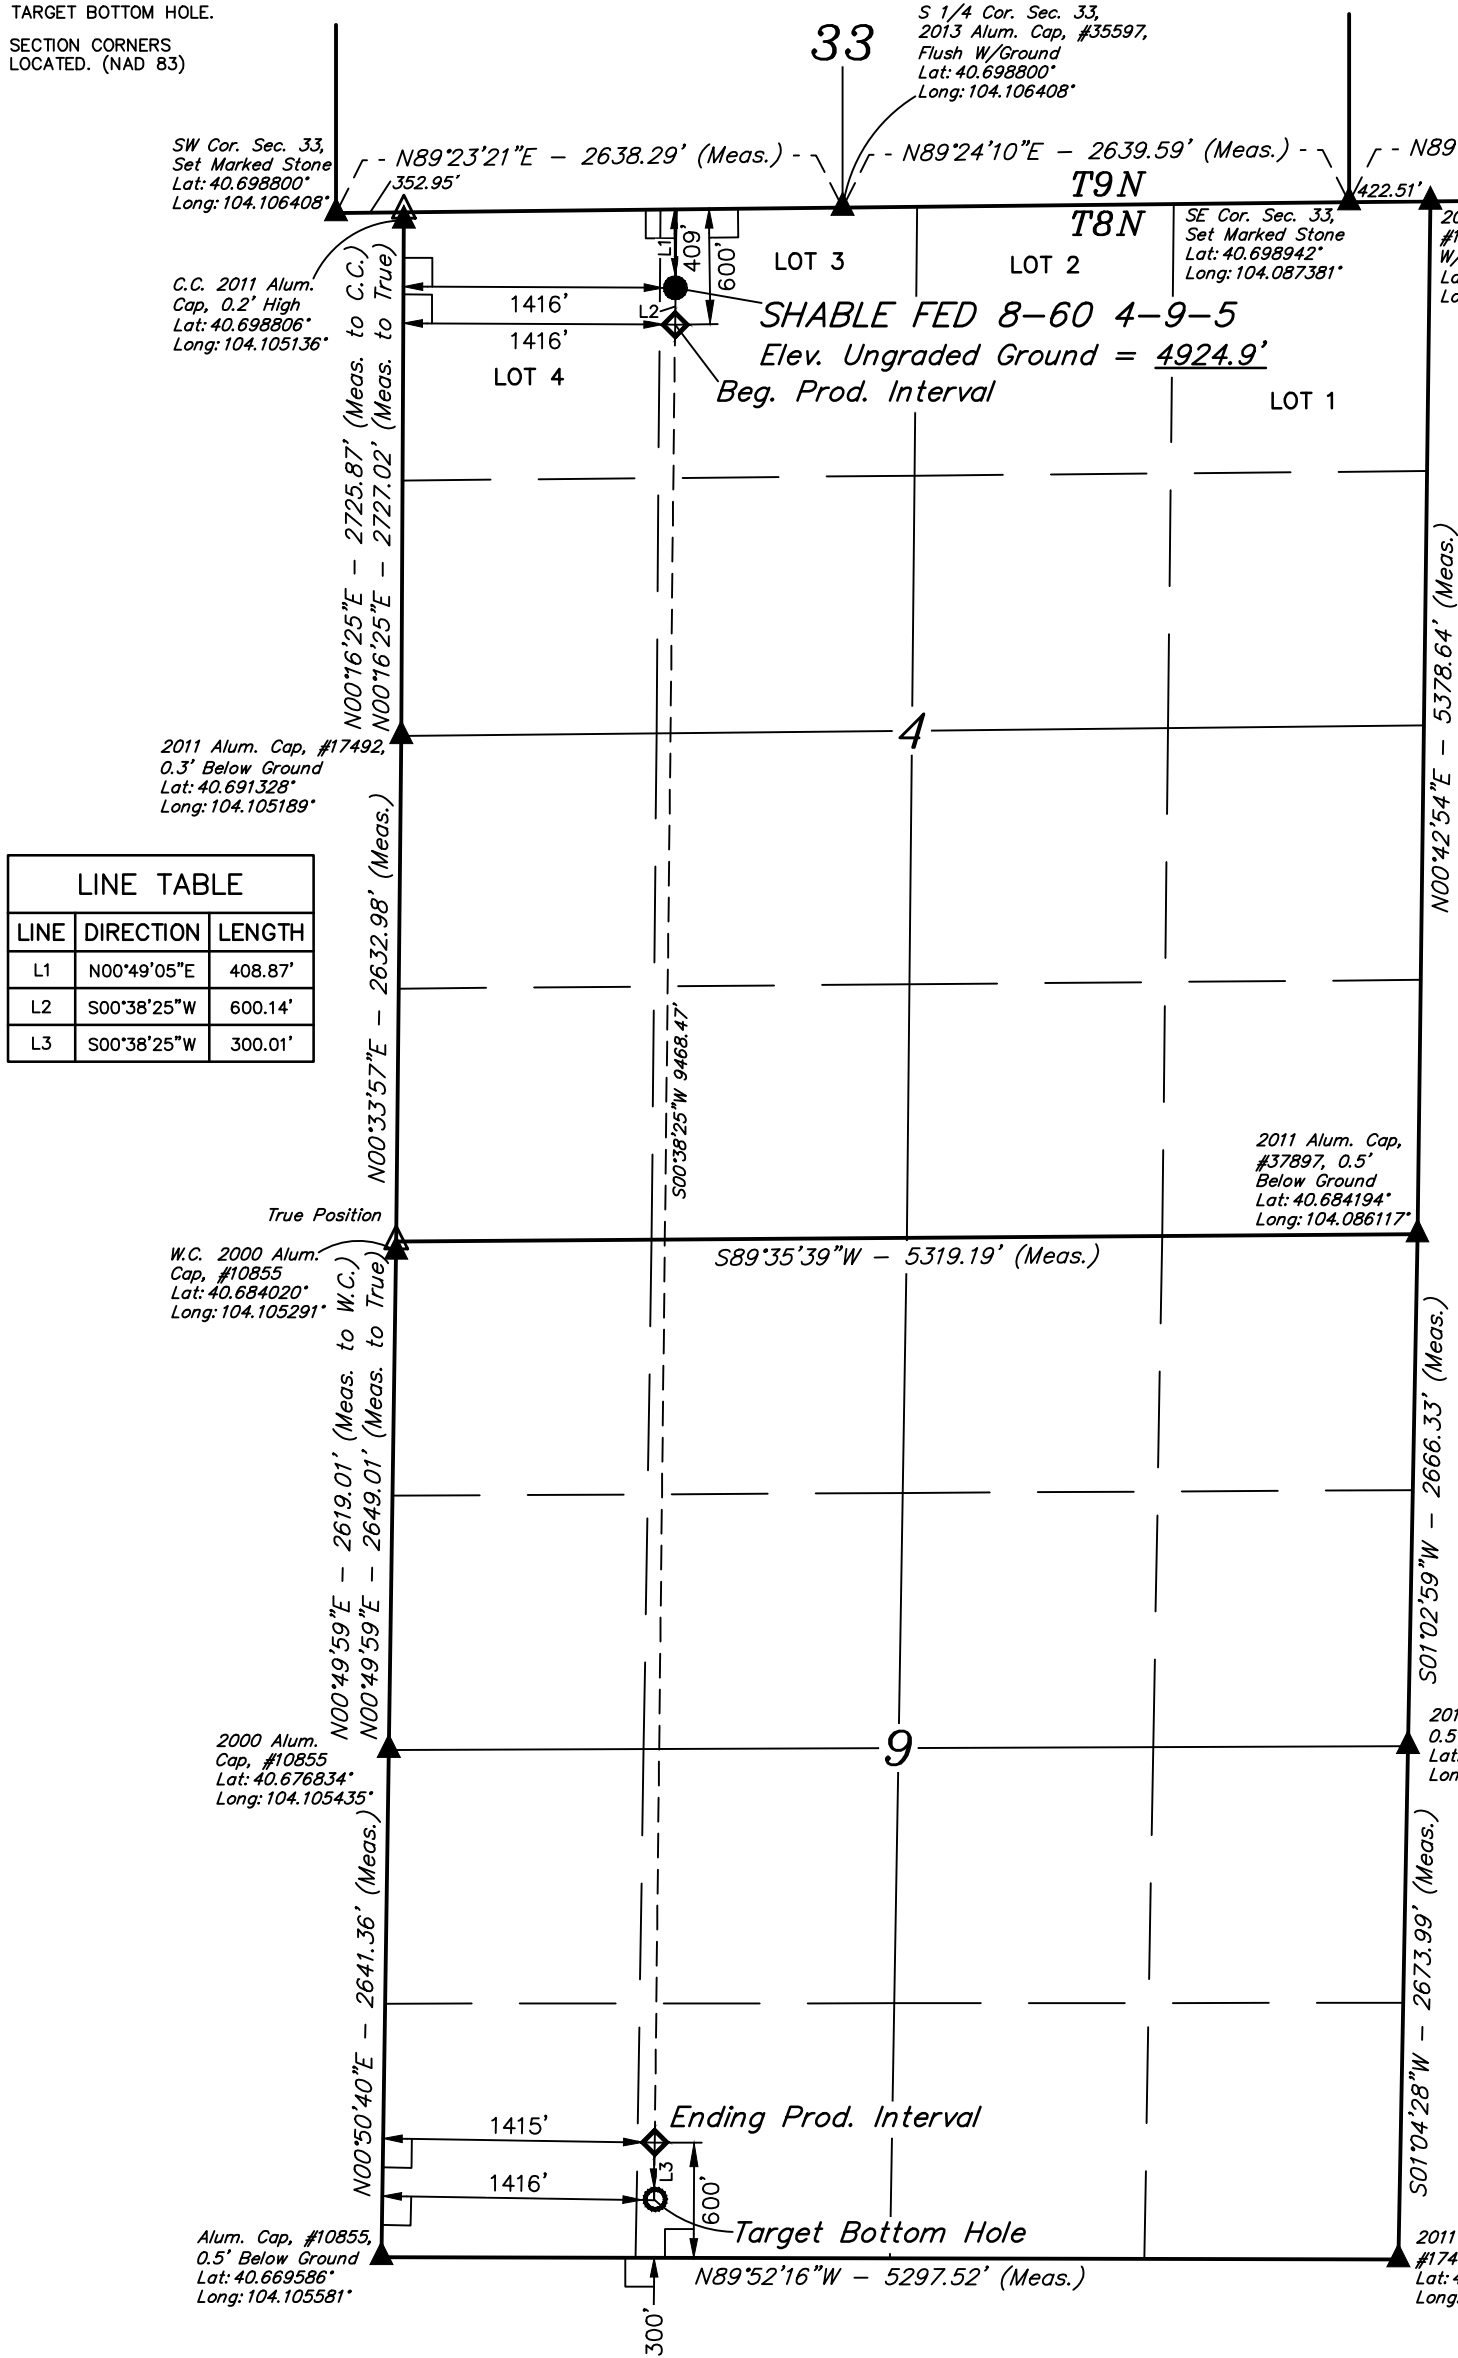 TARGET BOTTOM HOLE.
SECTION CORNERS
LOCATED. (NAD 83)
33
S 1/4 Cor. Sec. 33,
2013 Alum. Cap, #35597,
Flush W/Ground
Lat: 40.698800°
Long: 104.106408°
SW Cor. Sec. 33,
Set Marked Stone
Lat: 40.698800°
Long: 104.106408°
N89°23'21"E - 2638.29' (Meas.)
N89°24'10"E - 2639.59' (Meas.)
N89
352.95'
T9N
T8N
422.51'
SE Cor. Sec. 33,
Set Marked Stone
Lat: 40.698942°
Long: 104.087381°
20
#1
W/
La
Lo
C.C. 2011 Alum.
Cap, 0.2' High
Lat: 40.698806°
Long: 104.105136°
L1
409'
600'
LOT 3
LOT 2
1416'
L2
1416'
SHABLE FED 8-60 4-9-5
Elev. Ungraded Ground = 4924.9'
Beg. Prod. Interval
LOT 4
LOT 1
N00°16'25"E - 2725.87' (Meas. to C.C.)
N00°16'25"E - 2727.02' (Meas. to True)
N00°42'54"E - 5378.64' (Meas.)
4
2011 Alum. Cap, #17492,
0.3' Below Ground
Lat: 40.691328°
Long: 104.105189°
LINE TABLE
LINE DIRECTION LENGTH
L1 N00°49'05"E 408.87'
L2 S00°38'25"W 600.14'
L3 S00°38'25"W 300.01'
N00°33'57"E - 2632.98' (Meas.)
S00°38'25"W 9468.47'
2011 Alum. Cap,
#37897, 0.5'
Below Ground
Lat: 40.684194°
Long: 104.086117°
True Position
W.C. 2000 Alum.
Cap, #10855
Lat: 40.684020°
Long: 104.105291°
S89°35'39"W - 5319.19' (Meas.)
N00°49'59"E - 2619.01' (Meas. to W.C.)
N00°49'59"E - 2649.01' (Meas. to True)
S01°02'59"W - 2666.33' (Meas.)
9
2000 Alum.
Cap, #10855
Lat: 40.676834°
Long: 104.105435°
201
0.5
Lat:
Lon
N00°50'40"E - 2641.36' (Meas.)
S01°04'28"W - 2673.99' (Meas.)
Ending Prod. Interval
1415'
L3
1416'
600'
Target Bottom Hole
Alum. Cap, #10855,
0.5' Below Ground
Lat: 40.669586°
Long: 104.105581°
N89°52'16"W - 5297.52' (Meas.)
300'
2011
#174
Lat: 4
Long: